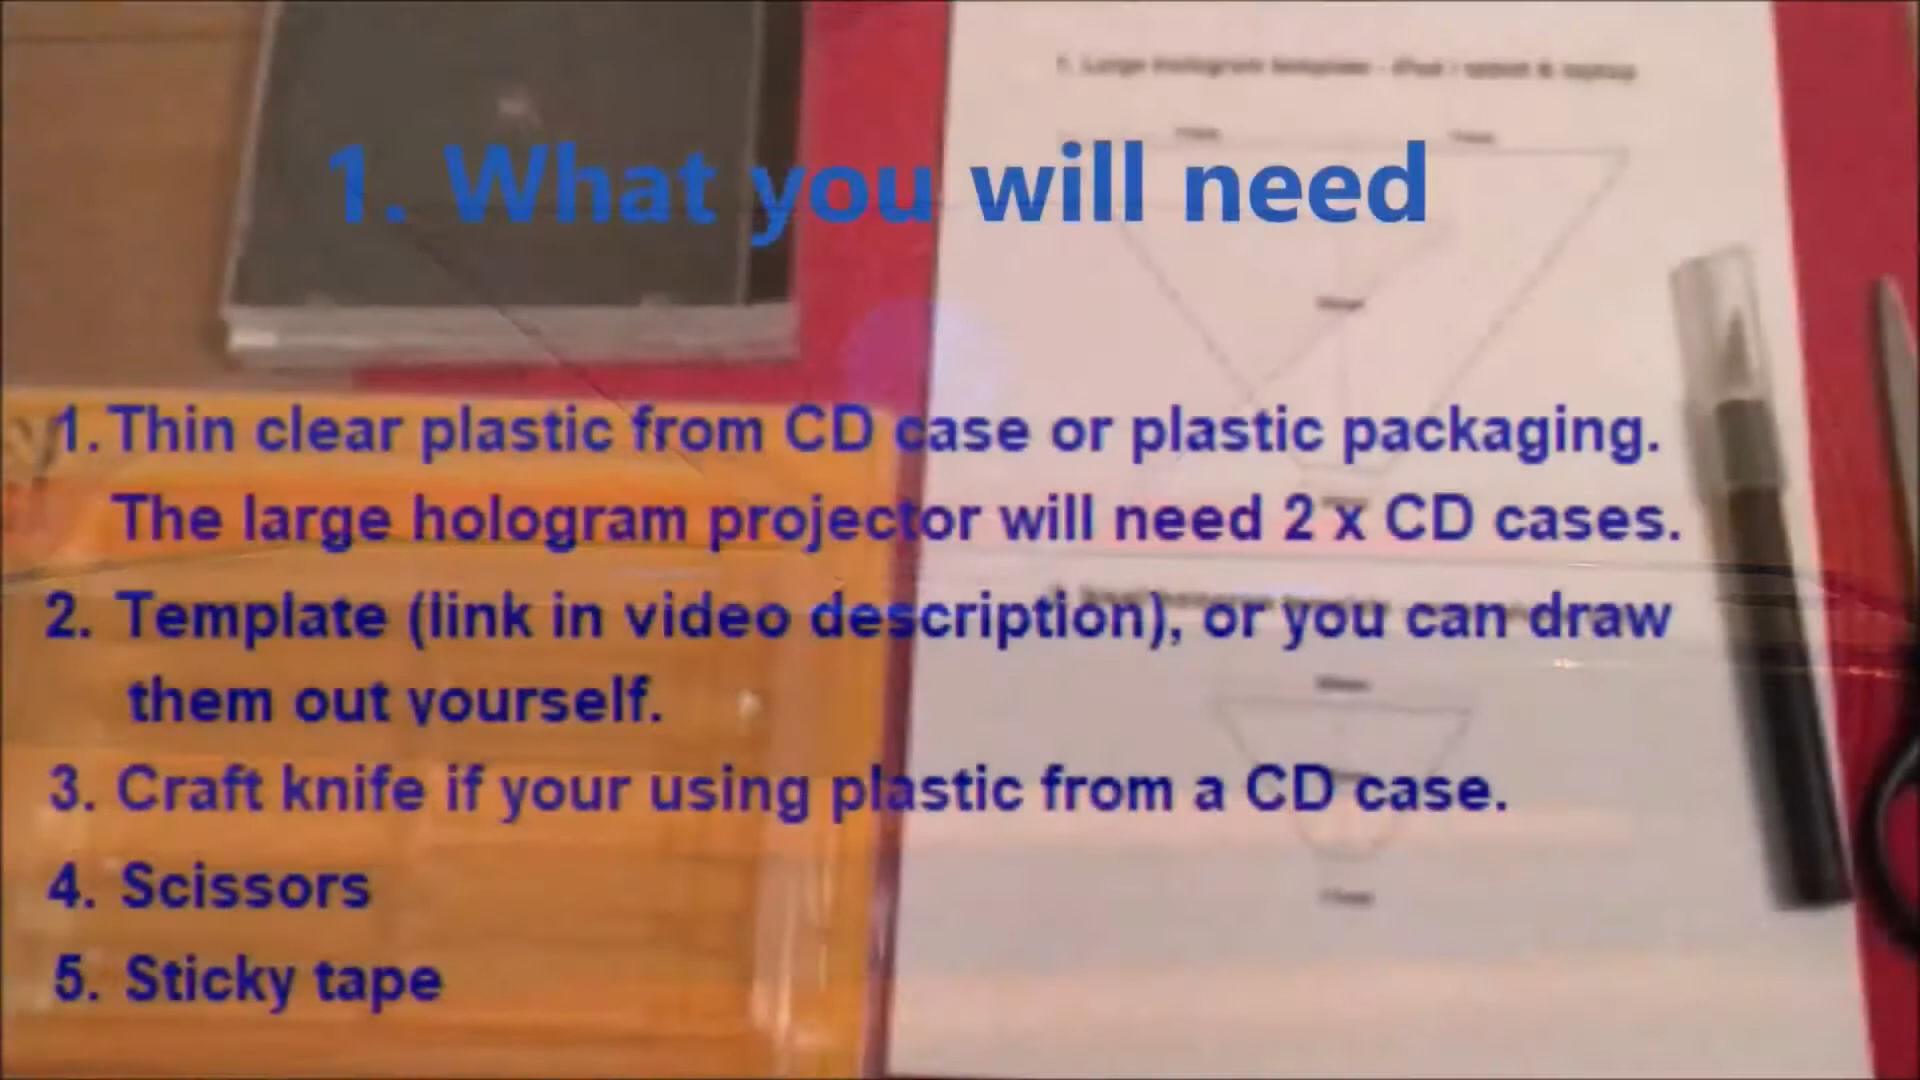 1. What you will need
1. Thin clear plastic from CD case or plastic packaging.
The large hologram projector will need 2 x CD cases.
2. Template (link in video description), or you can draw
them out yourself.
3. Craft knife if your using plastic from a CD case.
4. Scissors
5. Sticky tape